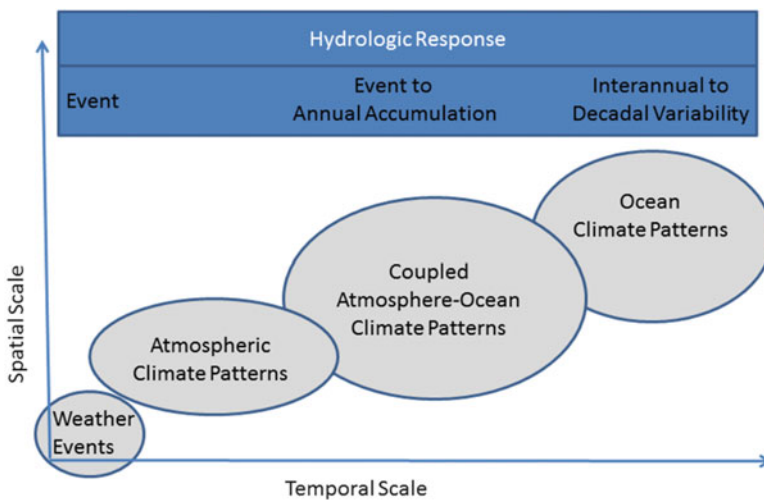 Hydrologic Response
Event
Event to
Annual Accumulation
Interannual to
Decadal Variability
Ocean
Climate Patterns
Coupled
Atmosphere-Ocean
Climate Patterns
Atmospheric
Climate Patterns
Weather
Events
Spatial Scale
Temporal Scale